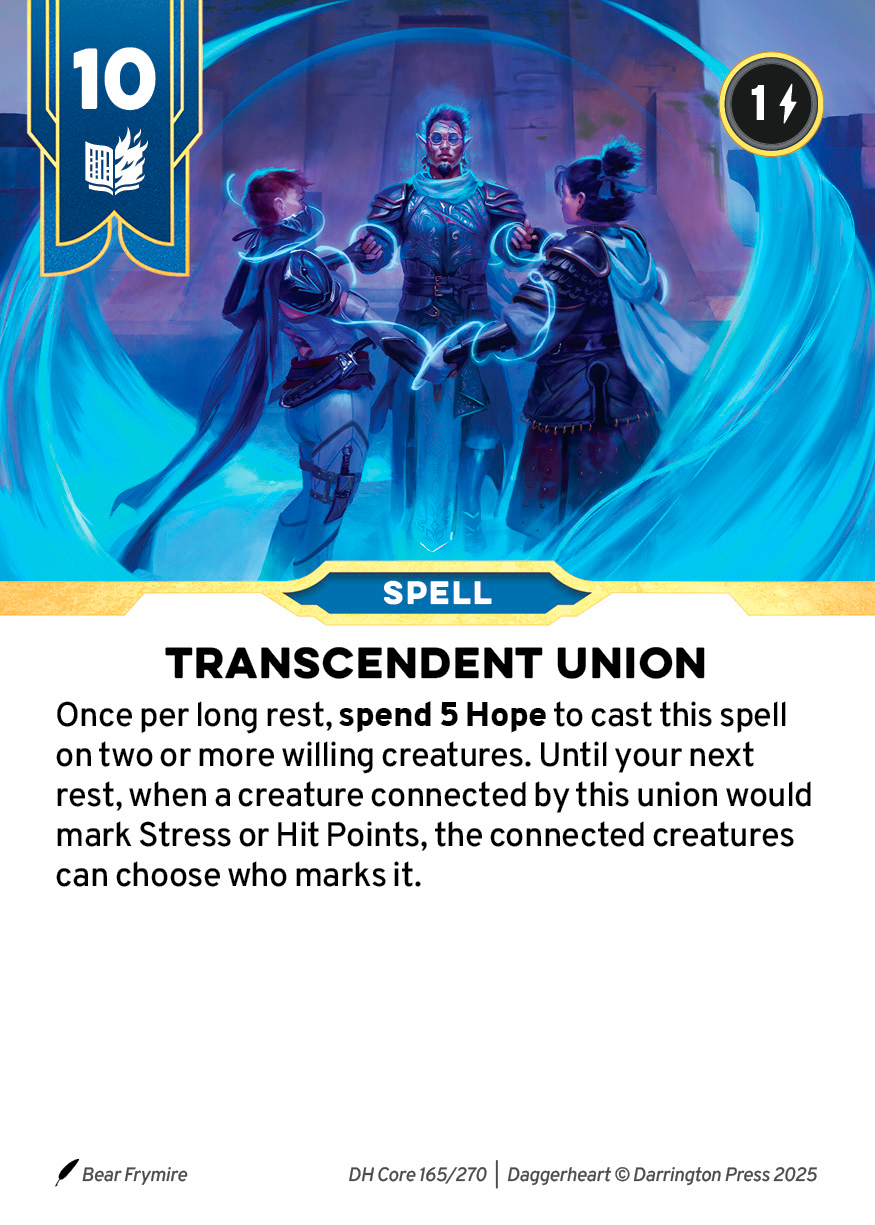 10
1
SPELL
TRANSCENDENT UNION
Once per long rest, spend 5 Hope to cast this spell
on two or more willing creatures. Until your next
rest, when a creature connected by this union would
mark Stress or Hit Points, the connected creatures
can choose who marks it.
Bear Frymire
DH Core 165/270 | Daggerheart © Darrington Press 2025